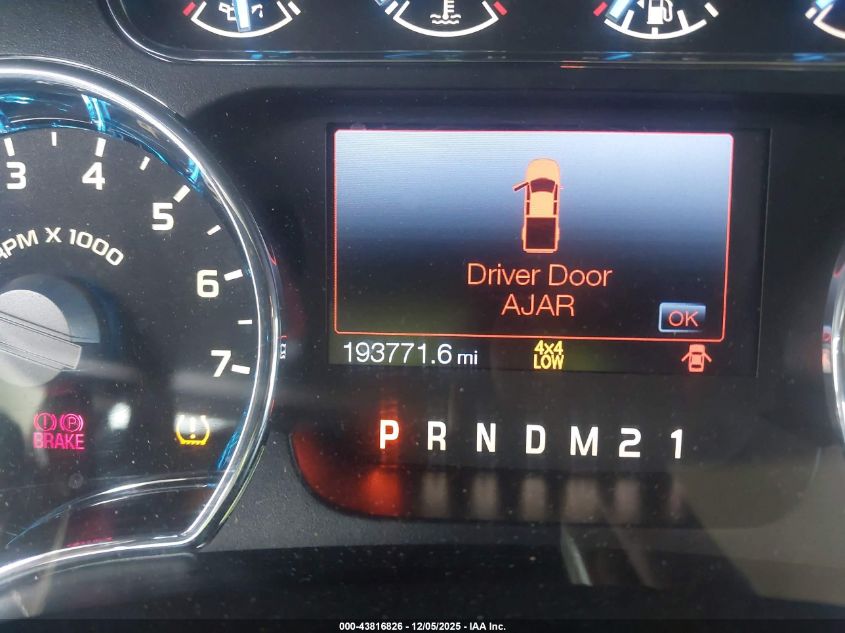 3 4 5 6 7
RPM X 1000
Driver Door
AJAR
OK
193771.6 mi
4x4
LOW
BRAKE
P R N D M 2 1
000-43816826 - 12/05/2025 - IAA Inc.